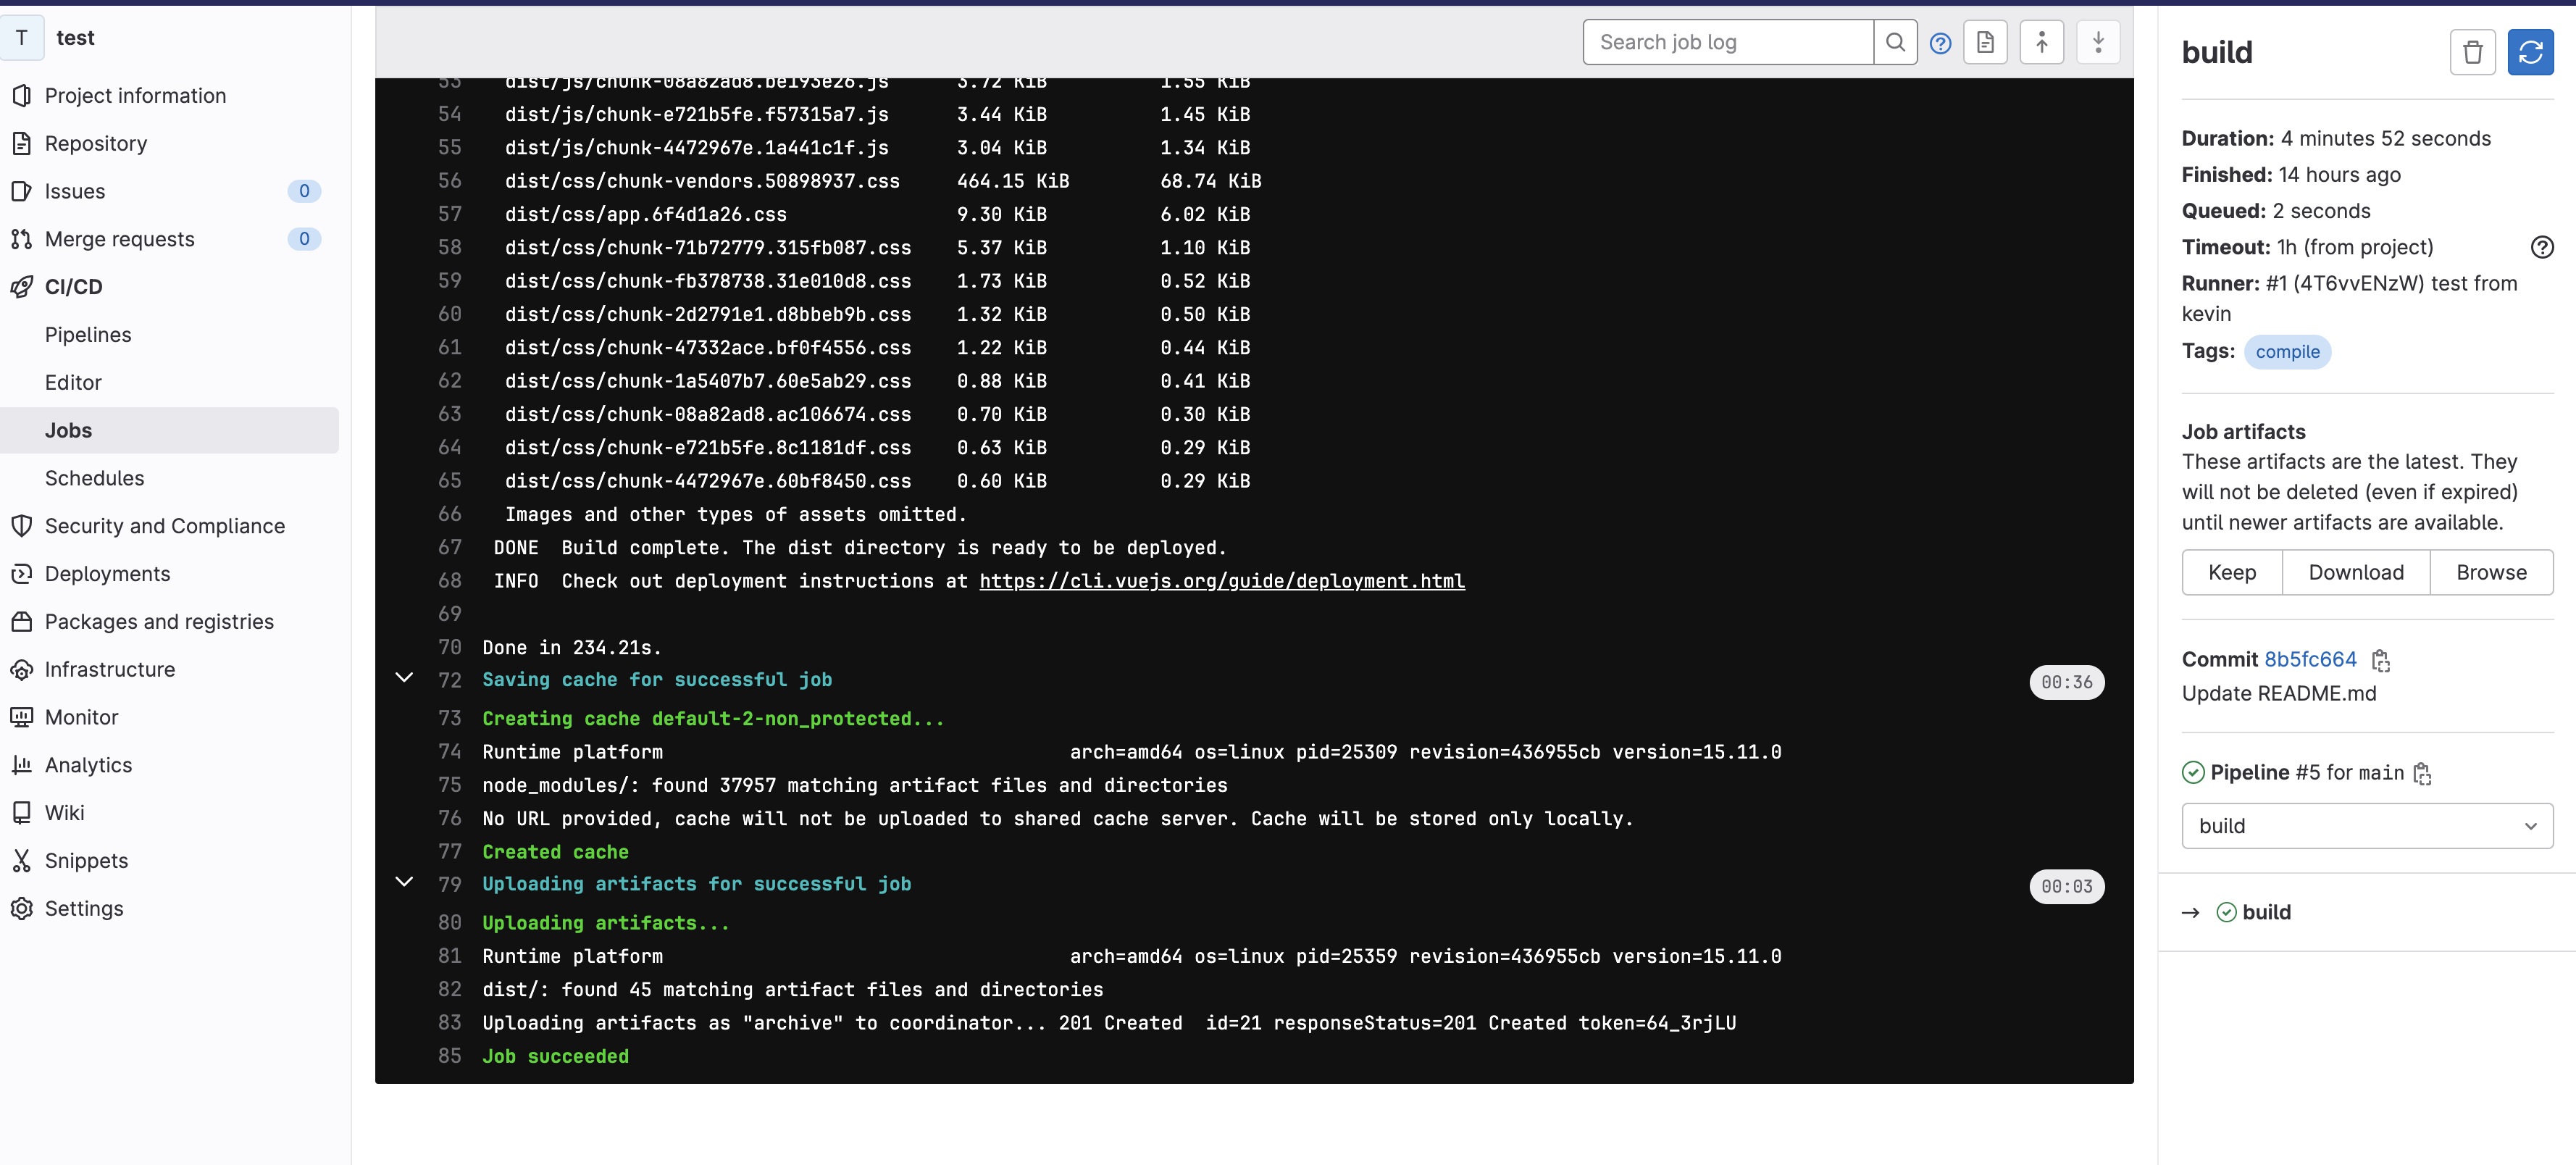 T test
Project information
Repository
Issues 0
Merge requests 0
CI/CD
Pipelines
Editor
Jobs
Schedules
Security and Compliance
Deployments
Packages and registries
Infrastructure
Monitor
Analytics
Wiki
Snippets
Settings
Search job log
53 dist/js/chunk-08a82ad8.be193e26.js 3.72 KiB 1.55 KiB
54 dist/js/chunk-e721b5fe.f57315a7.js 3.44 KiB 1.45 KiB
55 dist/js/chunk-4472967e.1a441c1f.js 3.04 KiB 1.34 KiB
56 dist/css/chunk-vendors.50898937.css 464.15 KiB 68.74 KiB
57 dist/css/app.6f4d1a26.css 9.30 KiB 6.02 KiB
58 dist/css/chunk-71b72779.315fb087.css 5.37 KiB 1.10 KiB
59 dist/css/chunk-fb378738.31e010d8.css 1.73 KiB 0.52 KiB
60 dist/css/chunk-2d2791e1.d8bbeb9b.css 1.32 KiB 0.50 KiB
61 dist/css/chunk-47332ace.bf0f4556.css 1.22 KiB 0.44 KiB
62 dist/css/chunk-1a5407b7.60e5ab29.css 0.88 KiB 0.41 KiB
63 dist/css/chunk-08a82ad8.ac106674.css 0.70 KiB 0.30 KiB
64 dist/css/chunk-e721b5fe.8c1181df.css 0.63 KiB 0.29 KiB
65 dist/css/chunk-4472967e.60bf8450.css 0.60 KiB 0.29 KiB
66 Images and other types of assets omitted.
67 DONE Build complete. The dist directory is ready to be deployed.
68 INFO Check out deployment instructions at https://cli.vuejs.org/guide/deployment.html
69
70 Done in 234.21s.
72 Saving cache for successful job 00:36
73 Creating cache default-2-non_protected...
74 Runtime platform arch=amd64 os=linux pid=25309 revision=436955cb version=15.11.0
75 node_modules/: found 37957 matching artifact files and directories
76 No URL provided, cache will not be uploaded to shared cache server. Cache will be stored only locally.
77 Created cache
79 Uploading artifacts for successful job 00:03
80 Uploading artifacts...
81 Runtime platform arch=amd64 os=linux pid=25359 revision=436955cb version=15.11.0
82 dist/: found 45 matching artifact files and directories
83 Uploading artifacts as "archive" to coordinator... 201 Created id=21 responseStatus=201 Created token=64_3rjLU
85 Job succeeded
build
Duration: 4 minutes 52 seconds
Finished: 14 hours ago
Queued: 2 seconds
Timeout: 1h (from project)
Runner: #1 (4T6vvENzW) test from
kevin
Tags: compile
Job artifacts
These artifacts are the latest. They
will not be deleted (even if expired)
until newer artifacts are available.
Keep Download Browse
Commit 8b5fc664
Update README.md
Pipeline #5 for main
build
→ build